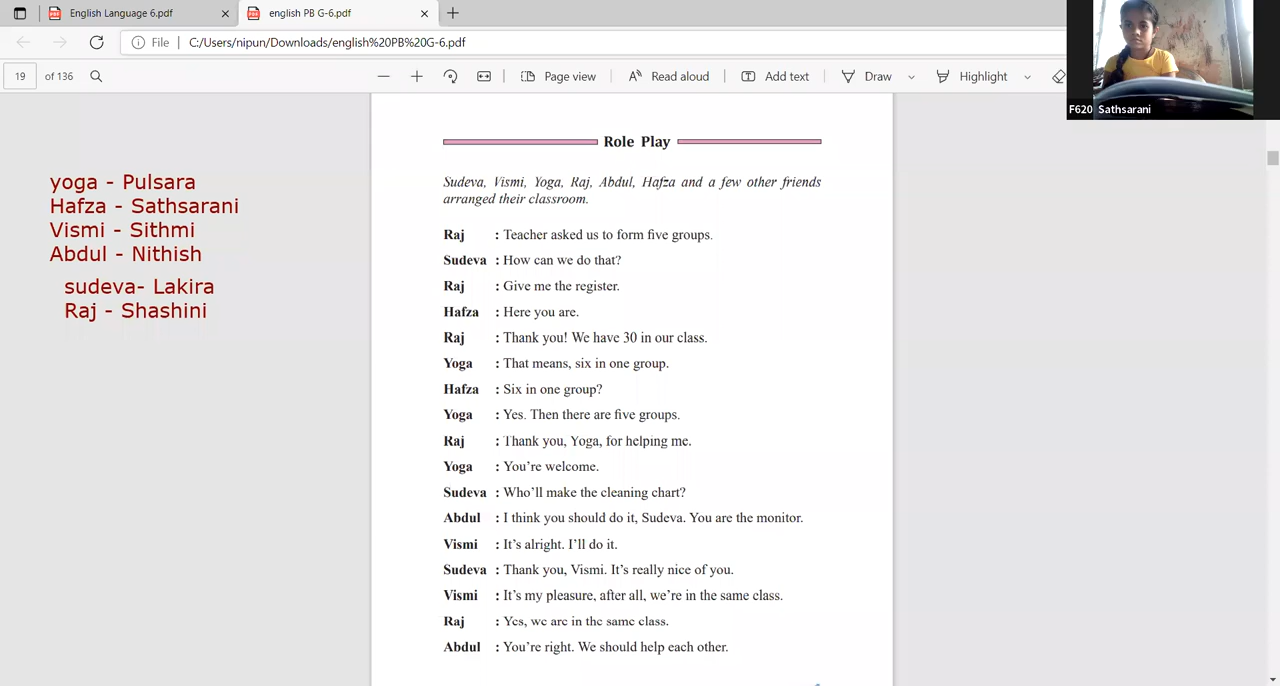 English Language 6.pdf
english PB G-6.pdf
File
C:/Users/nipun/Downloads/english%20PB%20G-6.pdf
19 of 136
Page view
Read aloud
Add text
Draw
Highlight
F620 Sathsarani
yoga - Pulsara
Hafza - Sathsarani
Vismi - Sithmi
Abdul - Nithish
sudeva- Lakira
Raj - Shashini
Role Play
Sudeva, Vismi, Yoga, Raj, Abdul, Hafza and a few other friends
arranged their classroom.
Raj : Teacher asked us to form five groups.
Sudeva : How can we do that?
Raj : Give me the register.
Hafza : Here you are.
Raj : Thank you! We have 30 in our class.
Yoga : That means, six in one group.
Hafza : Six in one group?
Yoga : Yes. Then there are five groups.
Raj : Thank you, Yoga, for helping me.
Yoga : You're welcome.
Sudeva : Who'll make the cleaning chart?
Abdul : I think you should do it, Sudeva. You are the monitor.
Vismi : It's alright. I'll do it.
Sudeva : Thank you, Vismi. It's really nice of you.
Vismi : It's my pleasure, after all, we're in the same class.
Raj : Yes, we are in the same class.
Abdul : You're right. We should help each other.